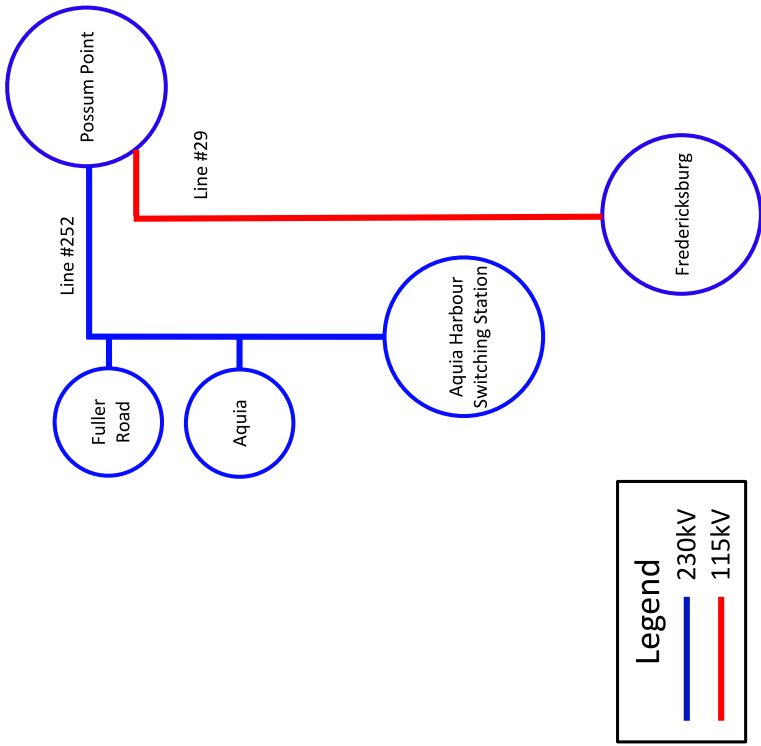 Possum Point
Line #29
Line #252
Fredericksburg
Aquia Harbour
Switching Station
Fuller
Road
Aquia
Legend
230kV
115kV